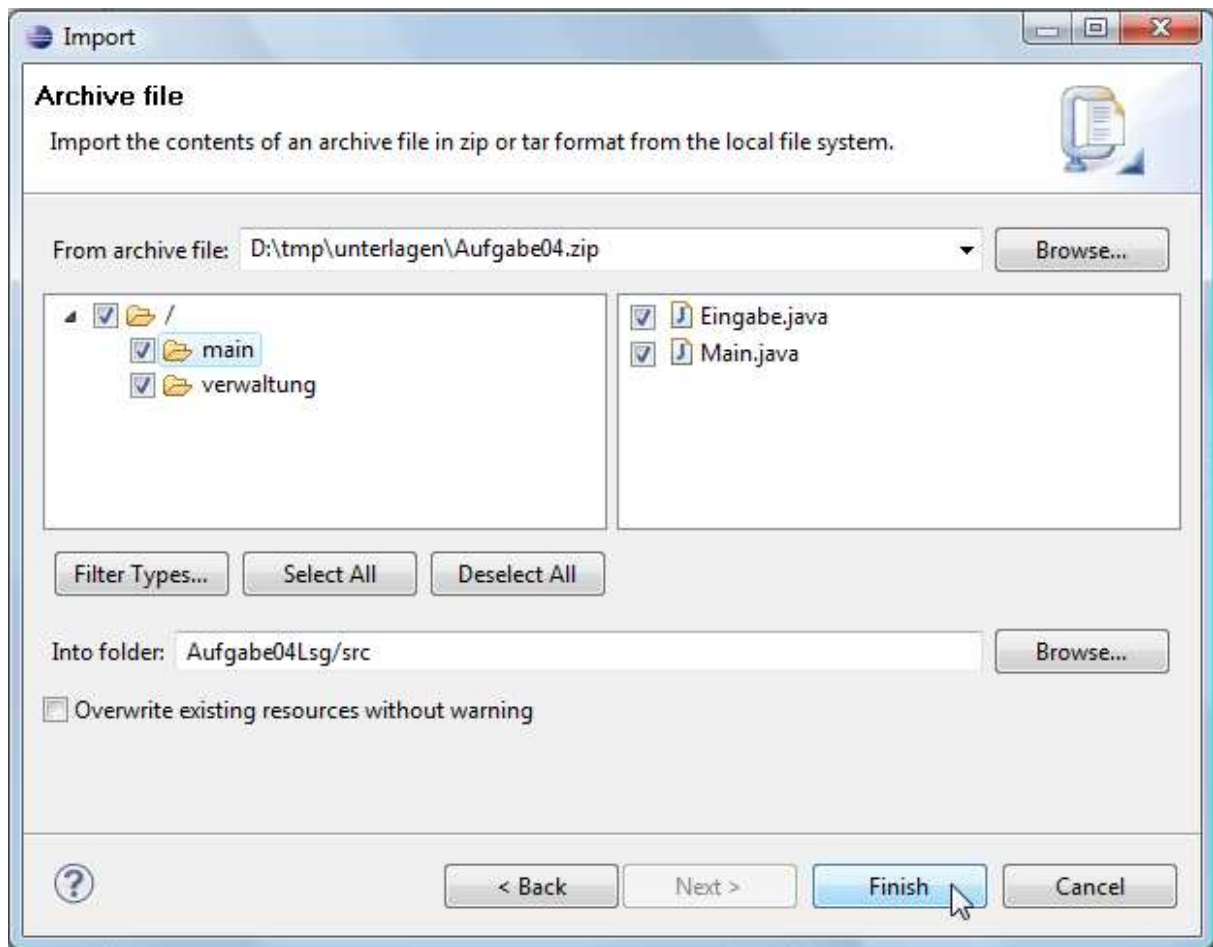 Import
Archive file
Import the contents of an archive file in zip or tar format from the local file system.
From archive file: D:\tmp\unterlagen\Aufgabe04.zip Browse...
/
main
verwaltung
Eingabe.java
Main.java
Filter Types... Select All Deselect All
Into folder: Aufgabe04Lsg/src Browse...
Overwrite existing resources without warning
? < Back Next > Finish Cancel